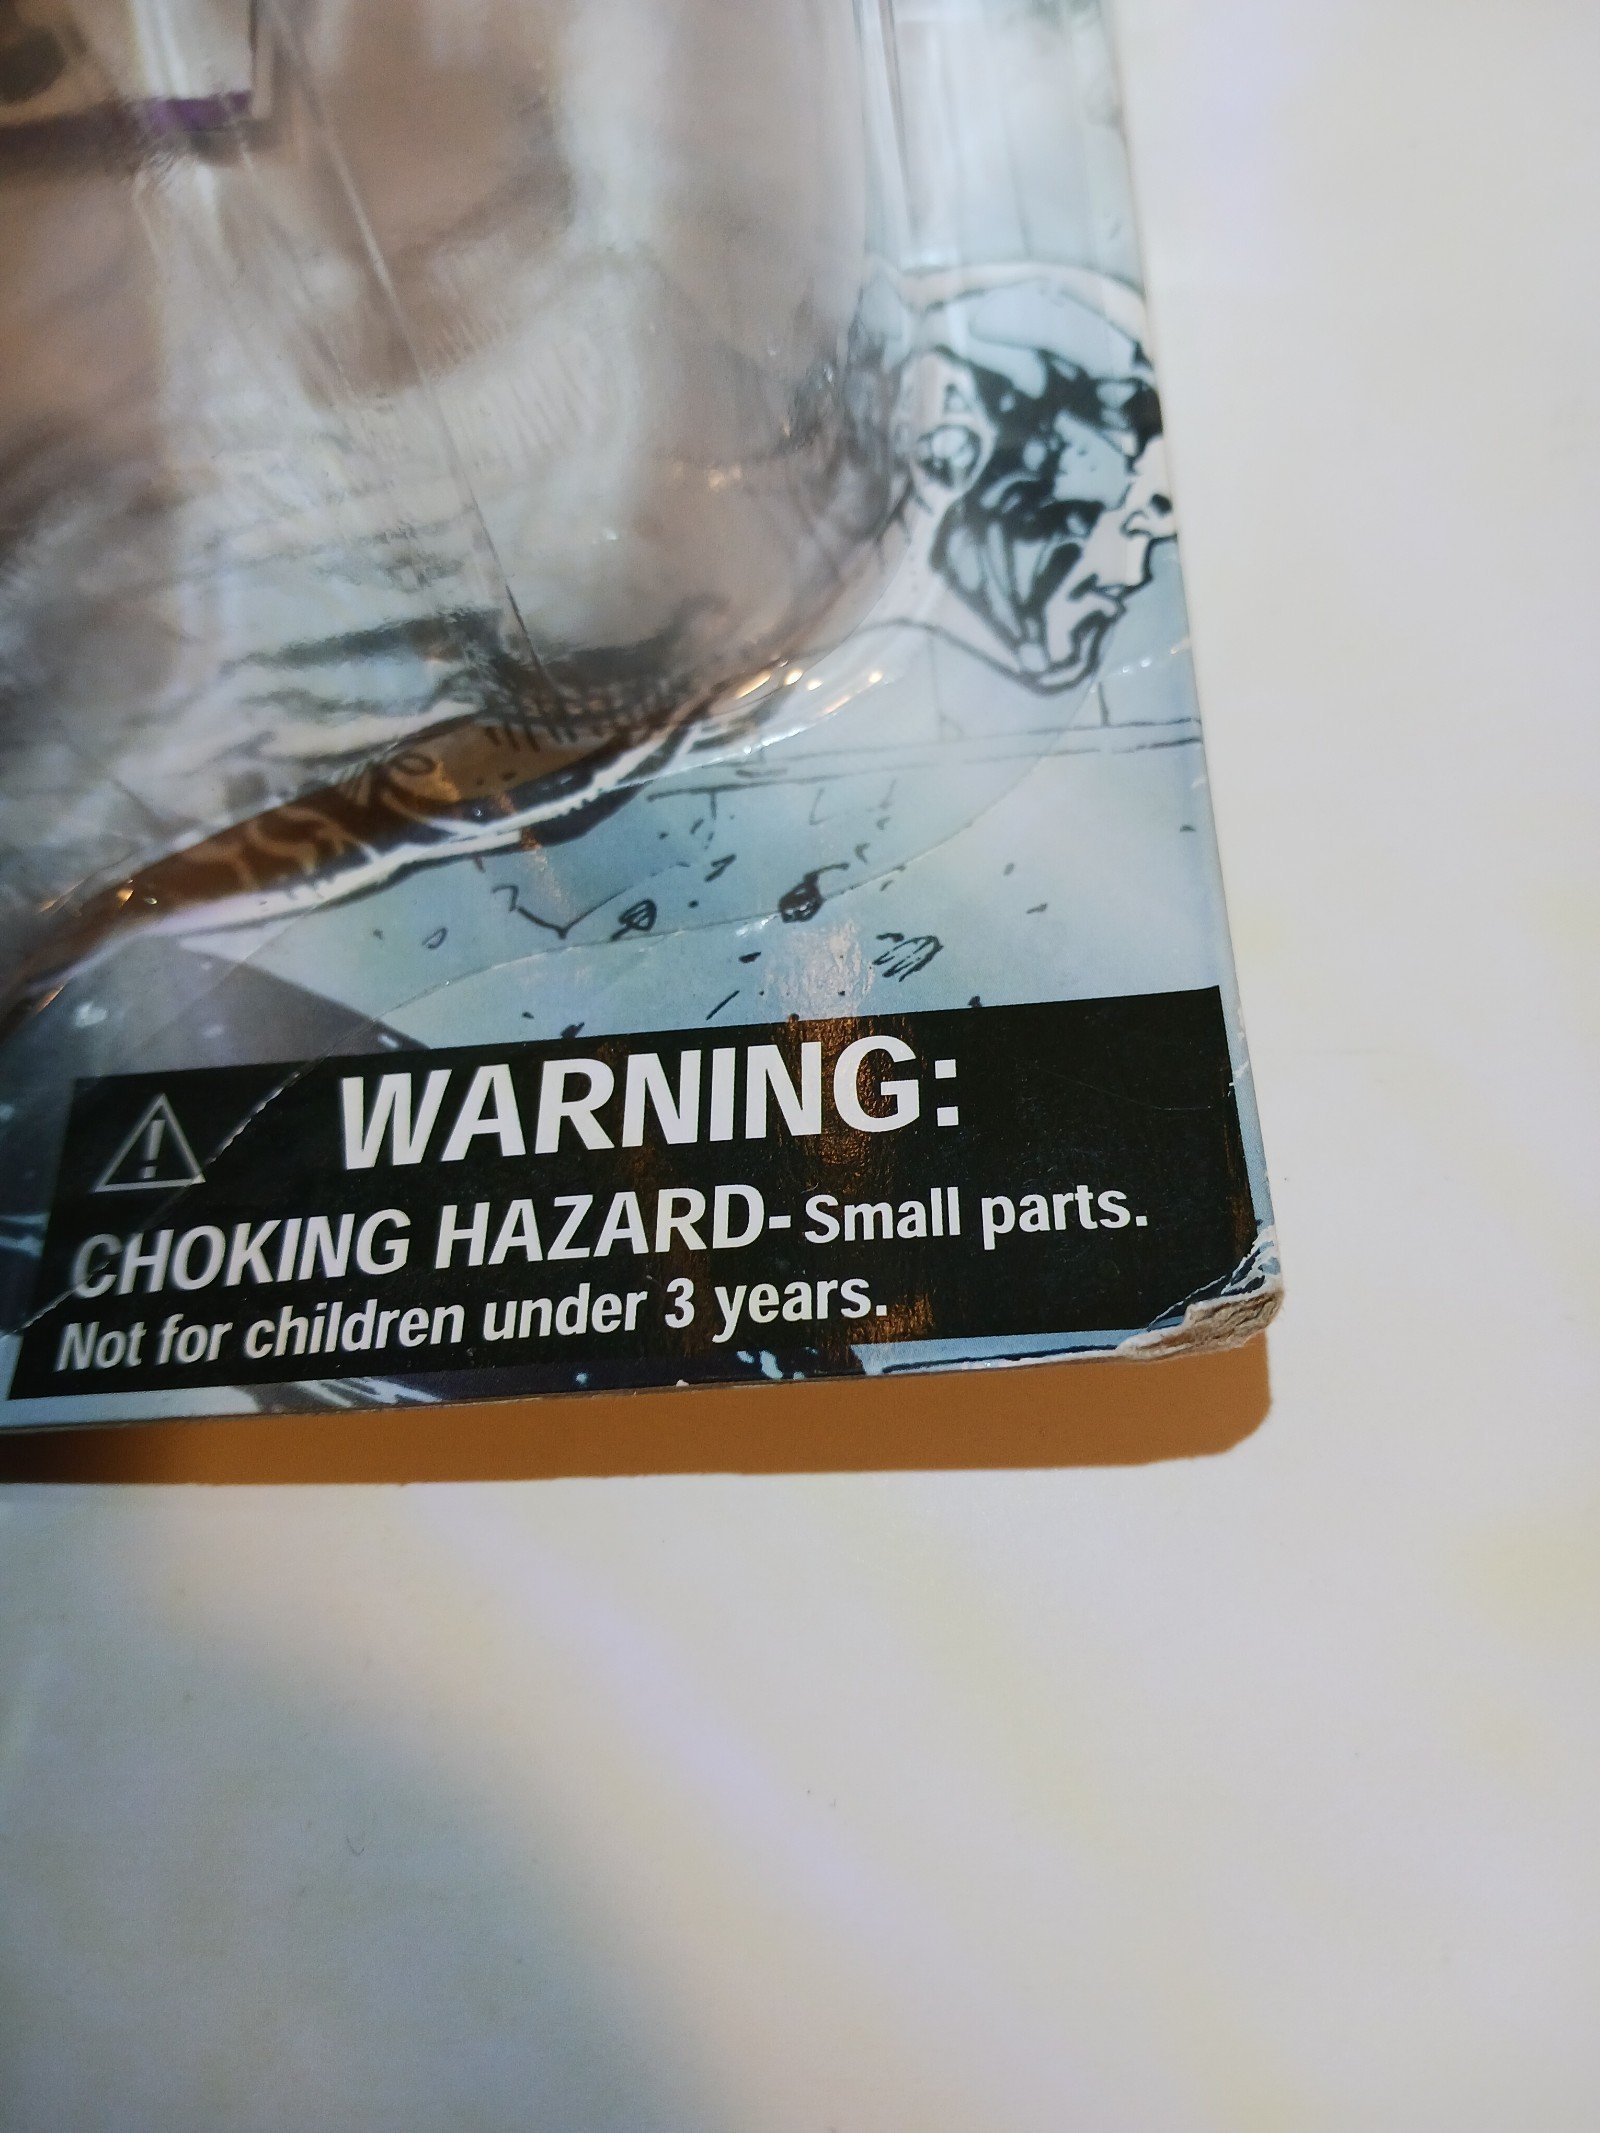 WARNING:
CHOKING HAZARD-Small parts.
Not for children under 3 years.